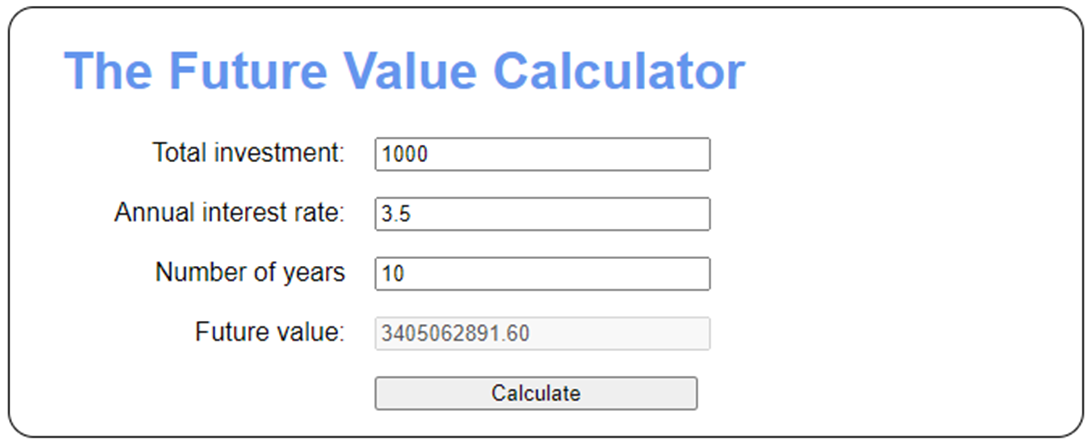 The Future Value Calculator
Total investment: 1000
Annual interest rate: 3.5
Number of years 10
Future value: 3405062891.60
Calculate